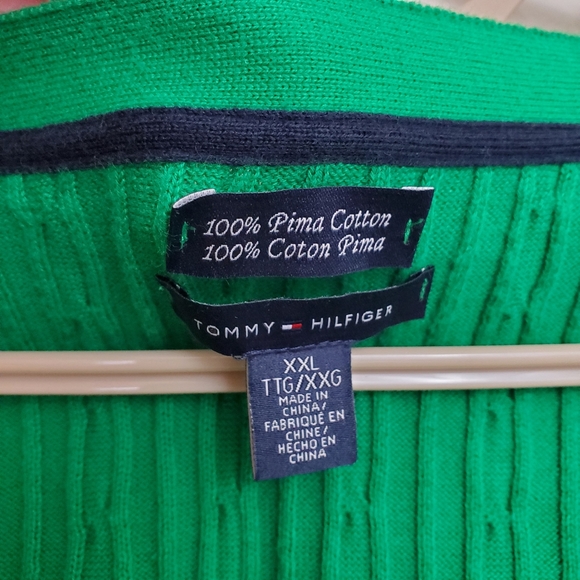 100% Pima Cotton
100% Coton Pima
TOMMY HILFIGER
XXL
TTG/XXG
MADE IN
CHINA/
FABRIQUÉ EN
CHINE/
HECHO EN
CHINA